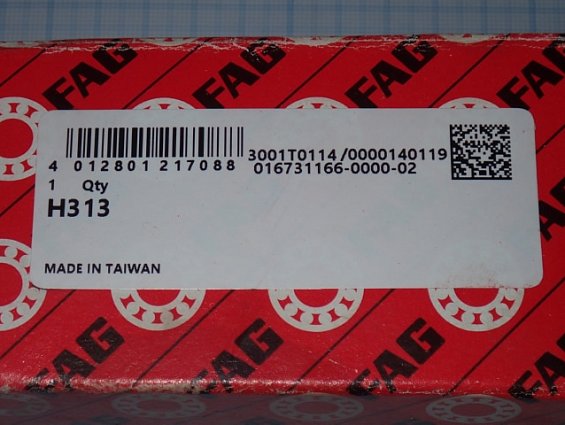 FAG FAG FAG FAG
4 012801 217088
3001T0114/0000140119
016731166-0000-02
1 Qty
H313
MADE IN TAIWAN
FAG FAG FAG FAG